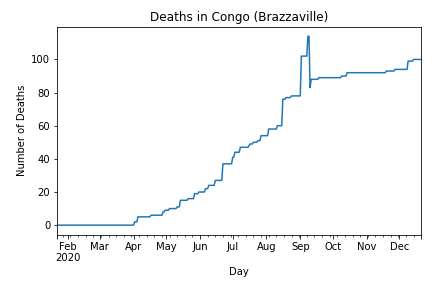 Deaths in Congo (Brazzaville)
Number of Deaths
100
80
60
40
20
0
Feb Mar Apr May Jun Jul Aug Sep Oct Nov Dec
2020
Day